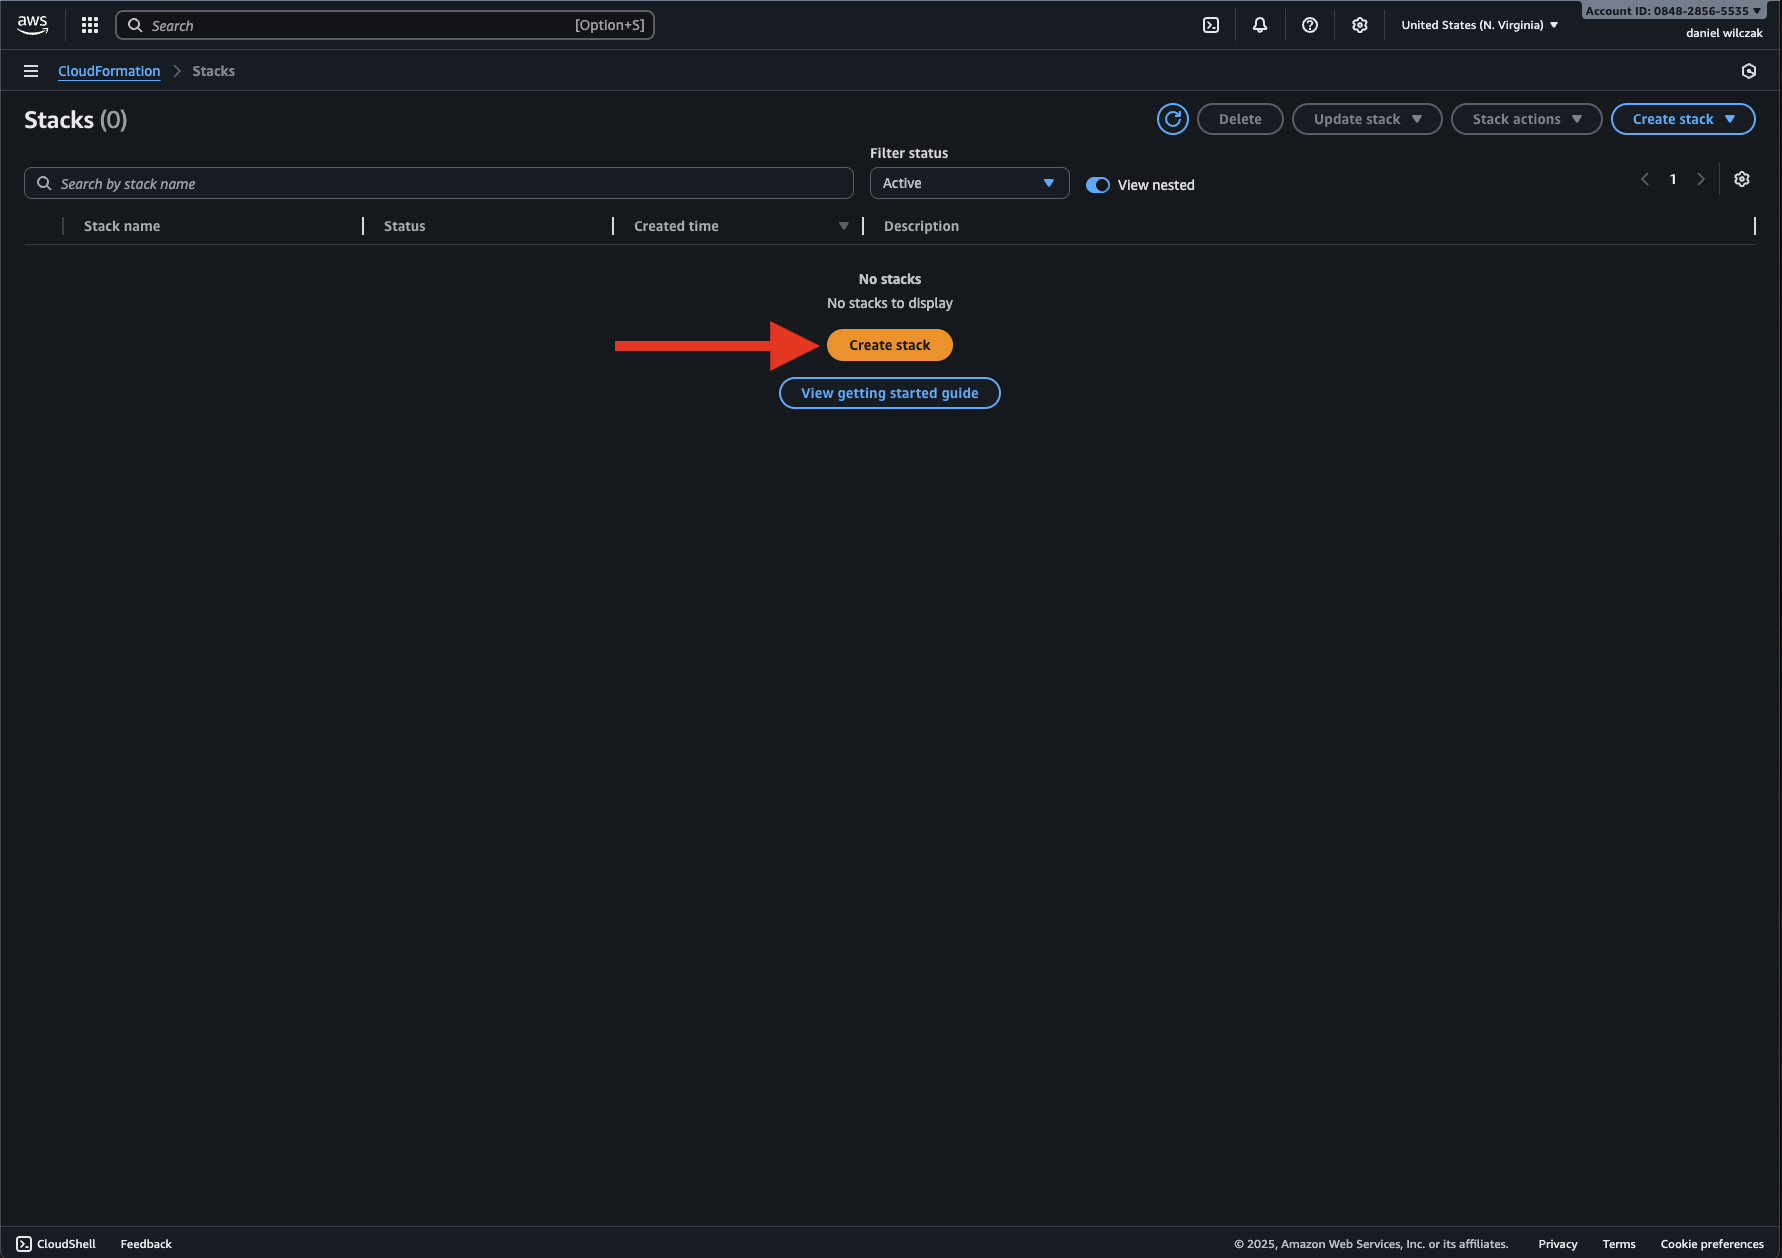 aws
Search
[Option+S]
United States (N. Virginia)
Account ID: 0848-2856-5535
daniel wilczak
CloudFormation
Stacks
Stacks (0)
Delete
Update stack
Stack actions
Create stack
Filter status
Search by stack name
Active
View nested
1
Stack name
Status
Created time
Description
No stacks
No stacks to display
Create stack
View getting started guide
CloudShell
Feedback
© 2025, Amazon Web Services, Inc. or its affiliates.
Privacy
Terms
Cookie preferences